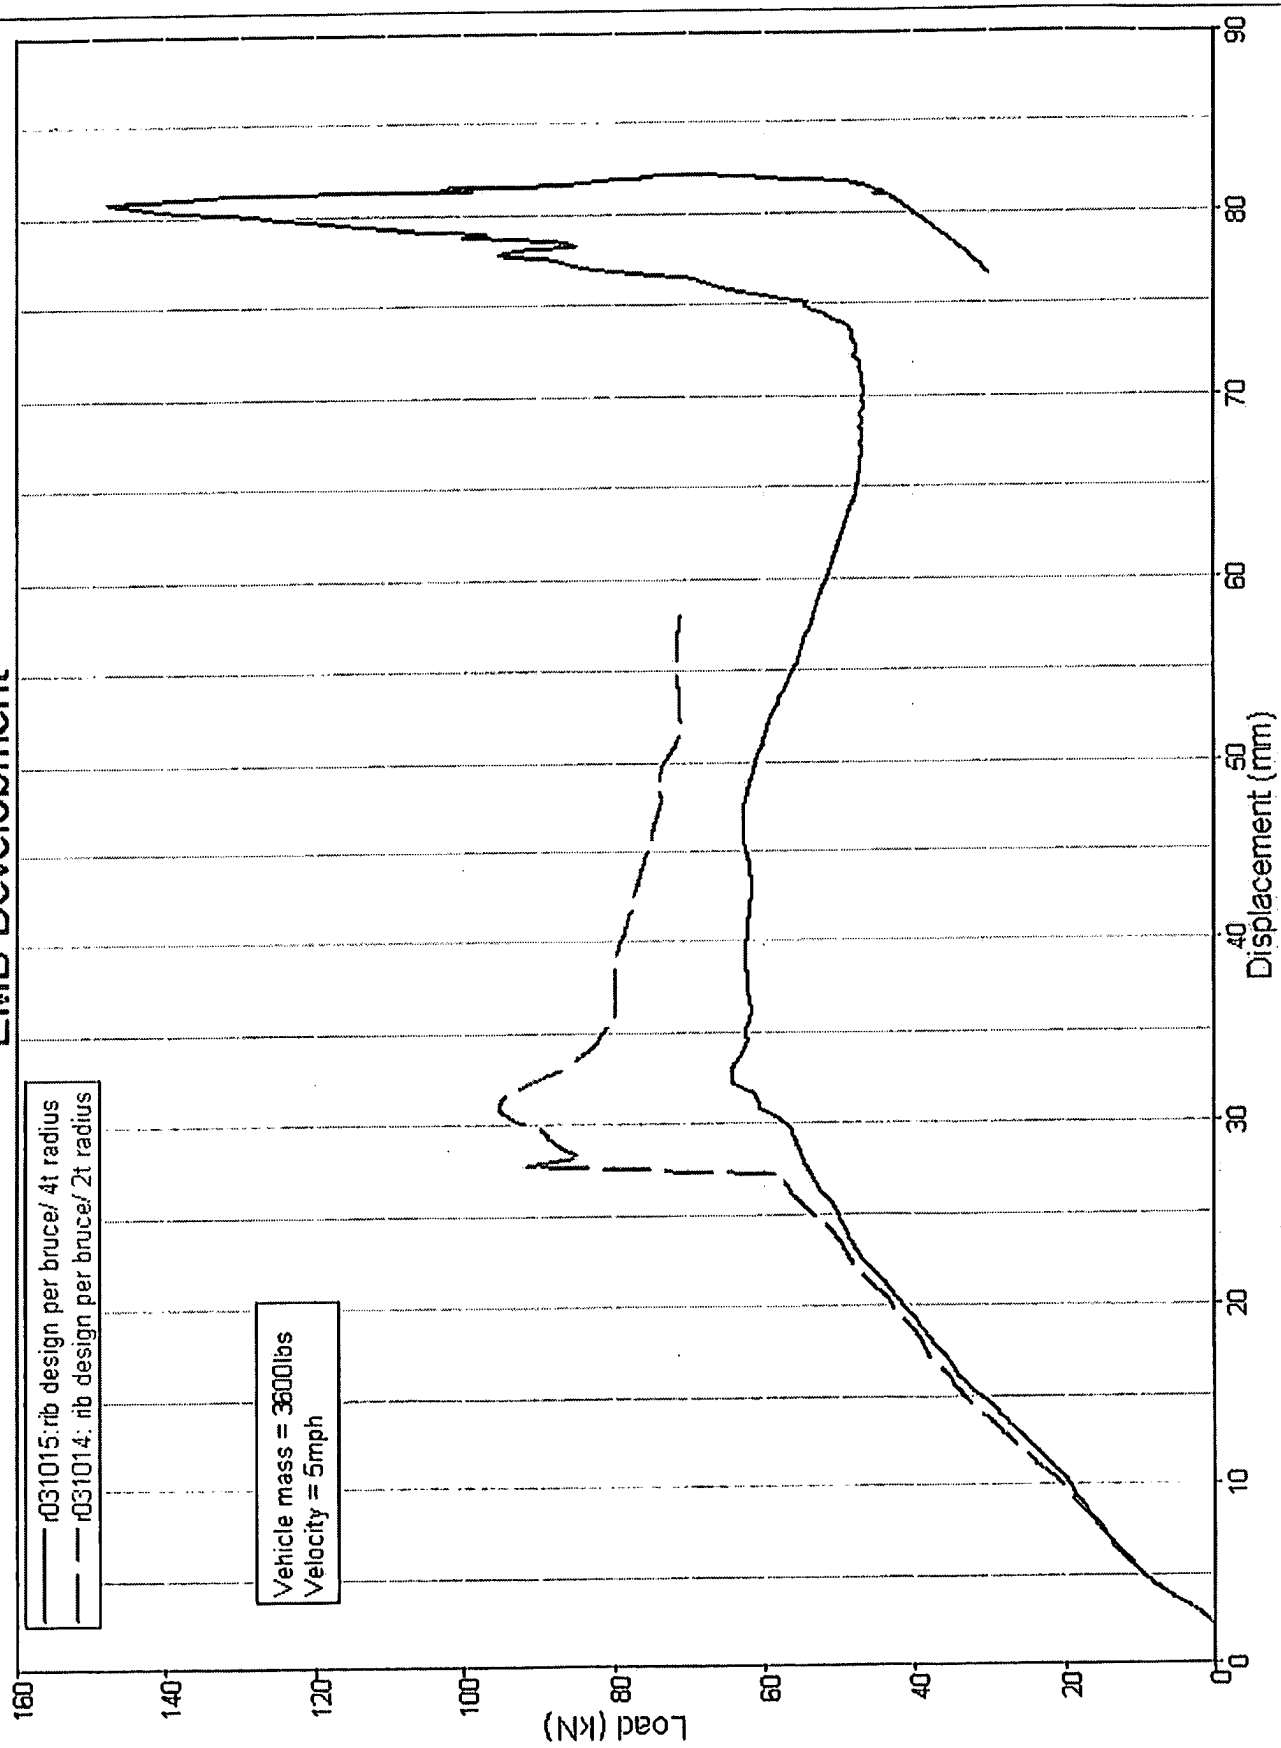 Development
r031015:rib design per bruce/ 4t radius
r031014: rib design per bruce/ 2t radius
Vehicle mass = 3600lbs
Velocity = 5mph
160
140
120
100
80
60
40
20
0
Load (kN)
0 10 20 30 40 50 60 70 80 90
Displacement (mm)